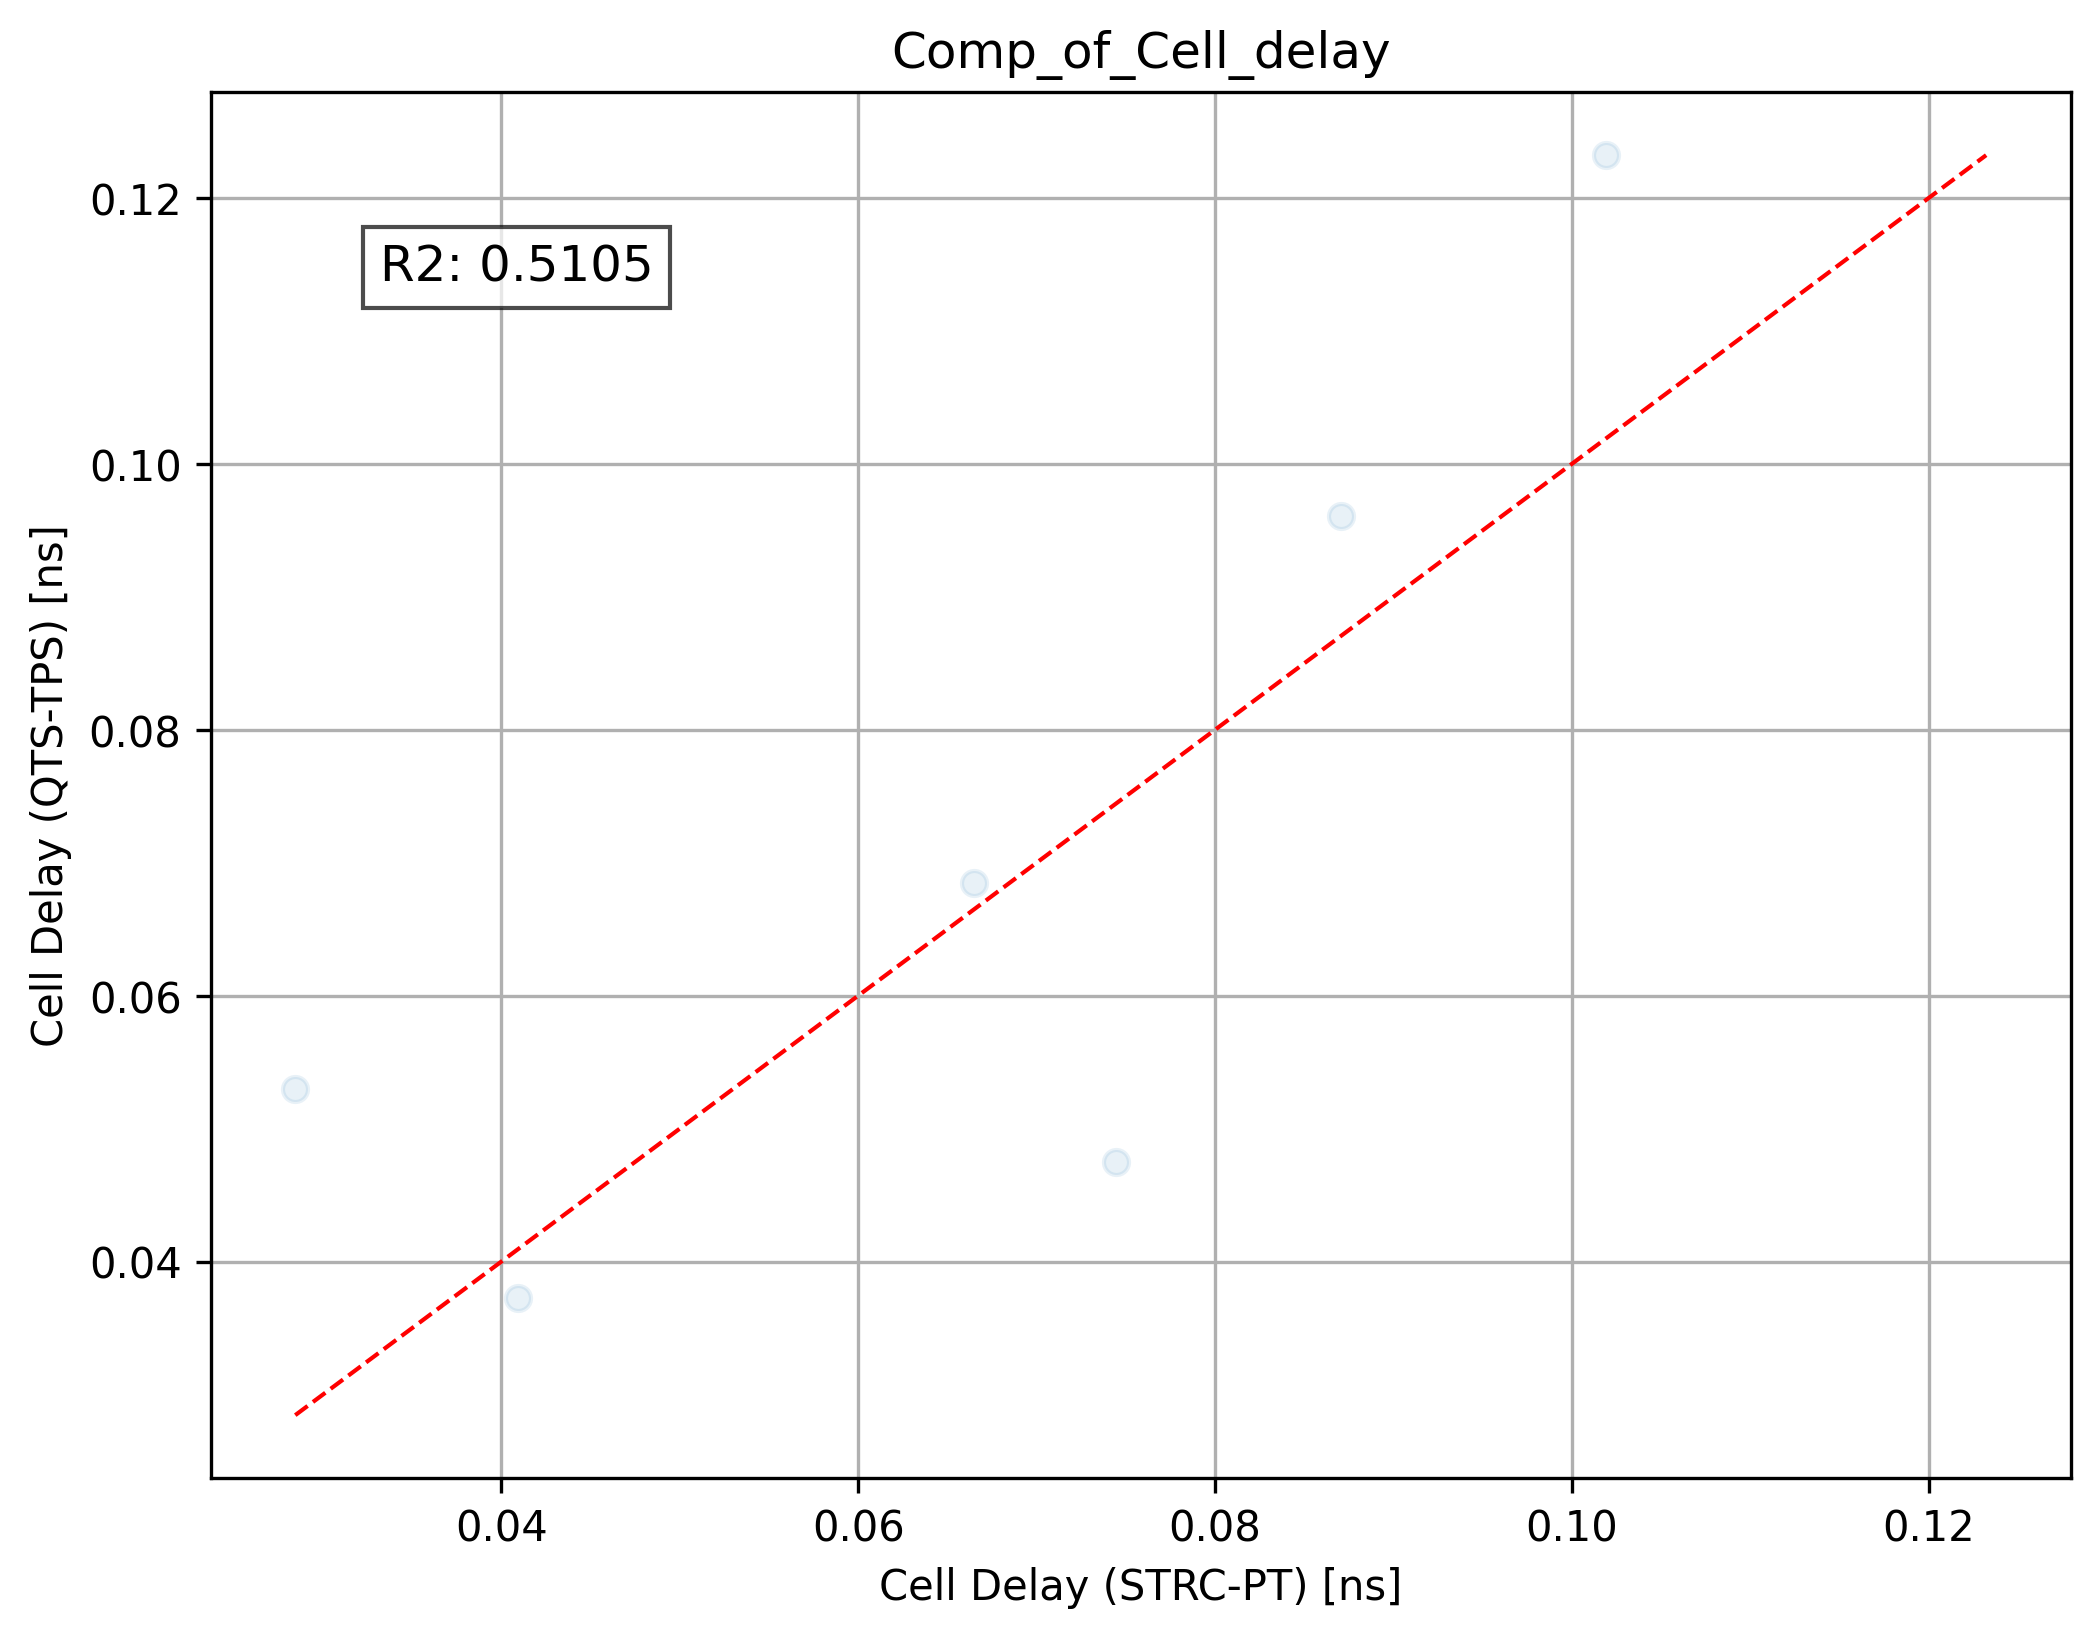 Comp_of_Cell_delay
R2: 0.5105
Cell Delay (QTS-TPS) [ns]
0.12
0.10
0.08
0.06
0.04
0.04 0.06 0.08 0.10 0.12
Cell Delay (STRC-PT) [ns]